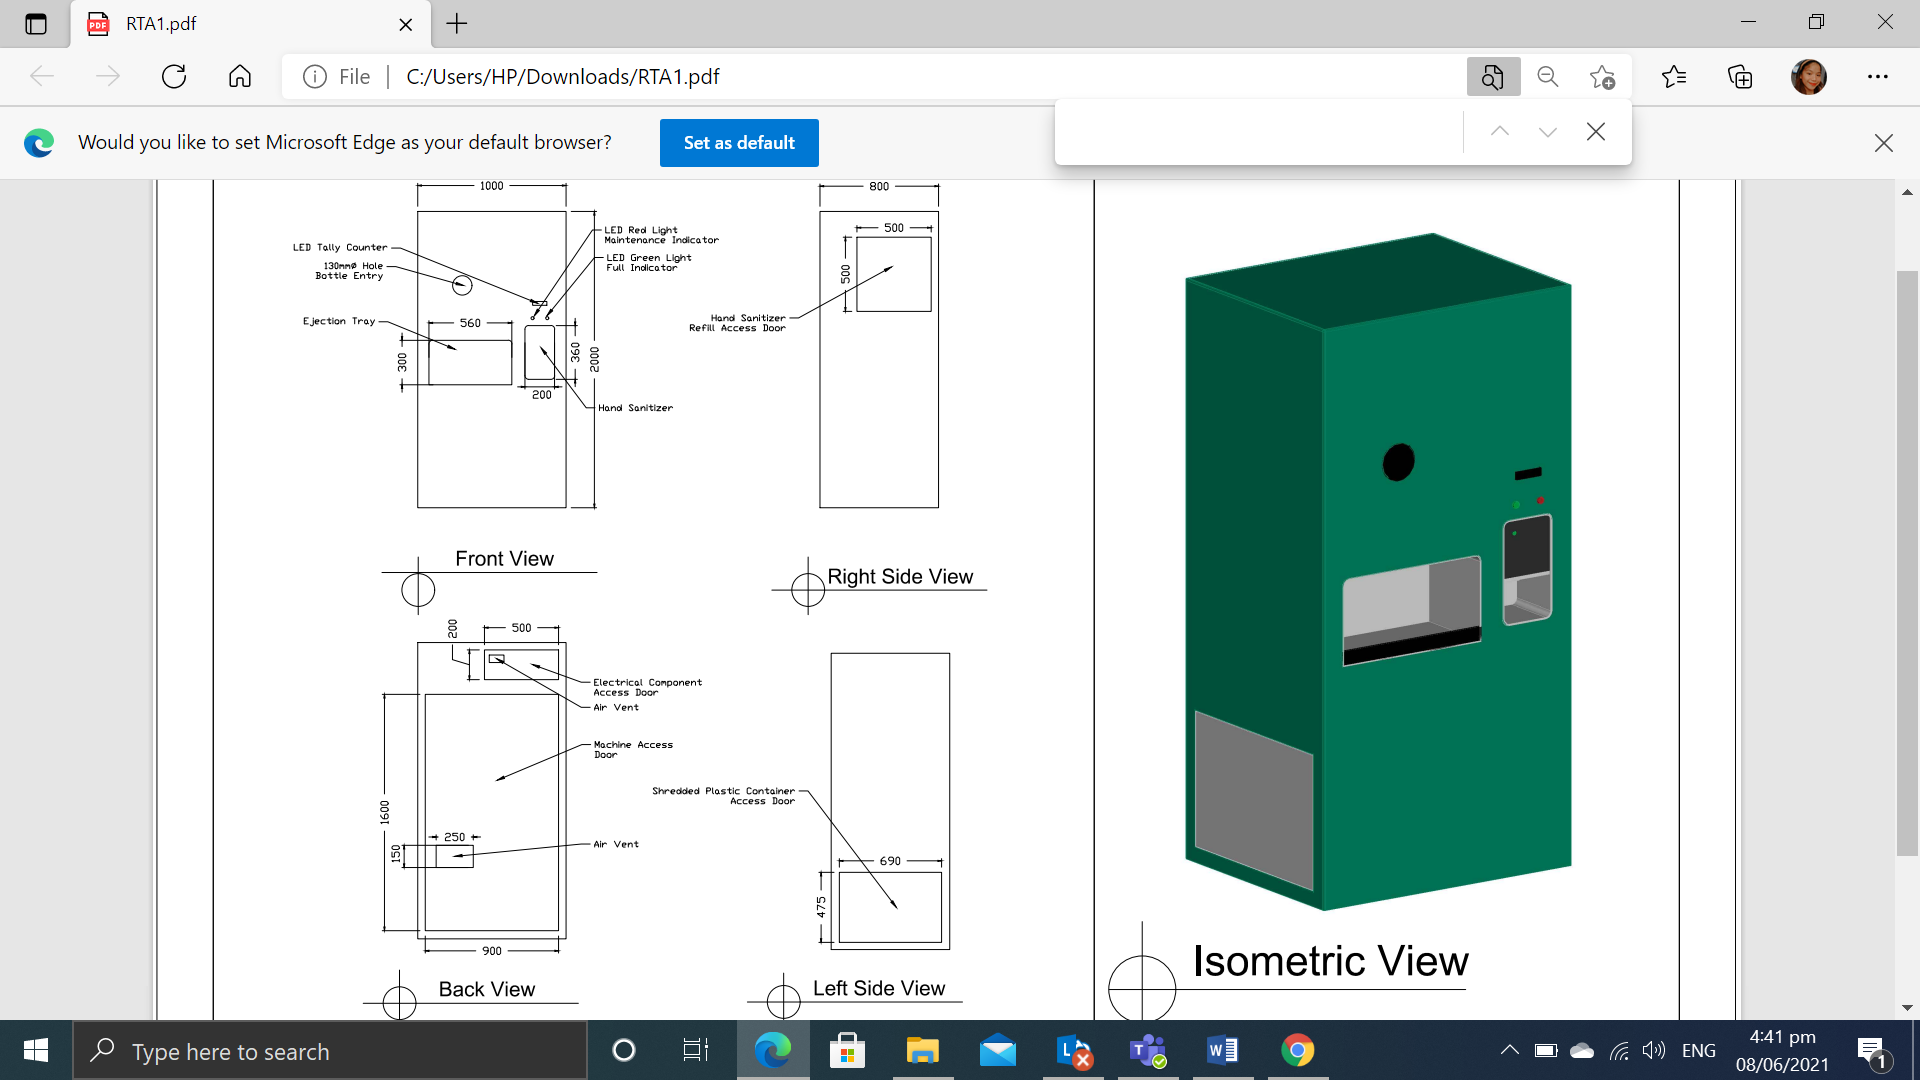 RTA1.pdf
File
C:/Users/HP/Downloads/RTA1.pdf
Would you like to set Microsoft Edge as your default browser?
Set as default
1000
LED Tally Counter
130mmØ Hole
Bottle Entry
LED Red Light
Maintenance Indicator
LED Green Light
Full Indicator
Ejection Tray
560
300
360
2000
200
Hand Sanitizer
Front View
800
500
500
Hand Sanitizer
Refill Access Door
Right Side View
200
500
Electrical Component
Access Door
Air Vent
Machine Access
Door
1600
250
150
Air Vent
900
Back View
Shredded Plastic Container
Access Door
690
475
Left Side View
Isometric View
Type here to search
ENG
4:41 pm
08/06/2021
1